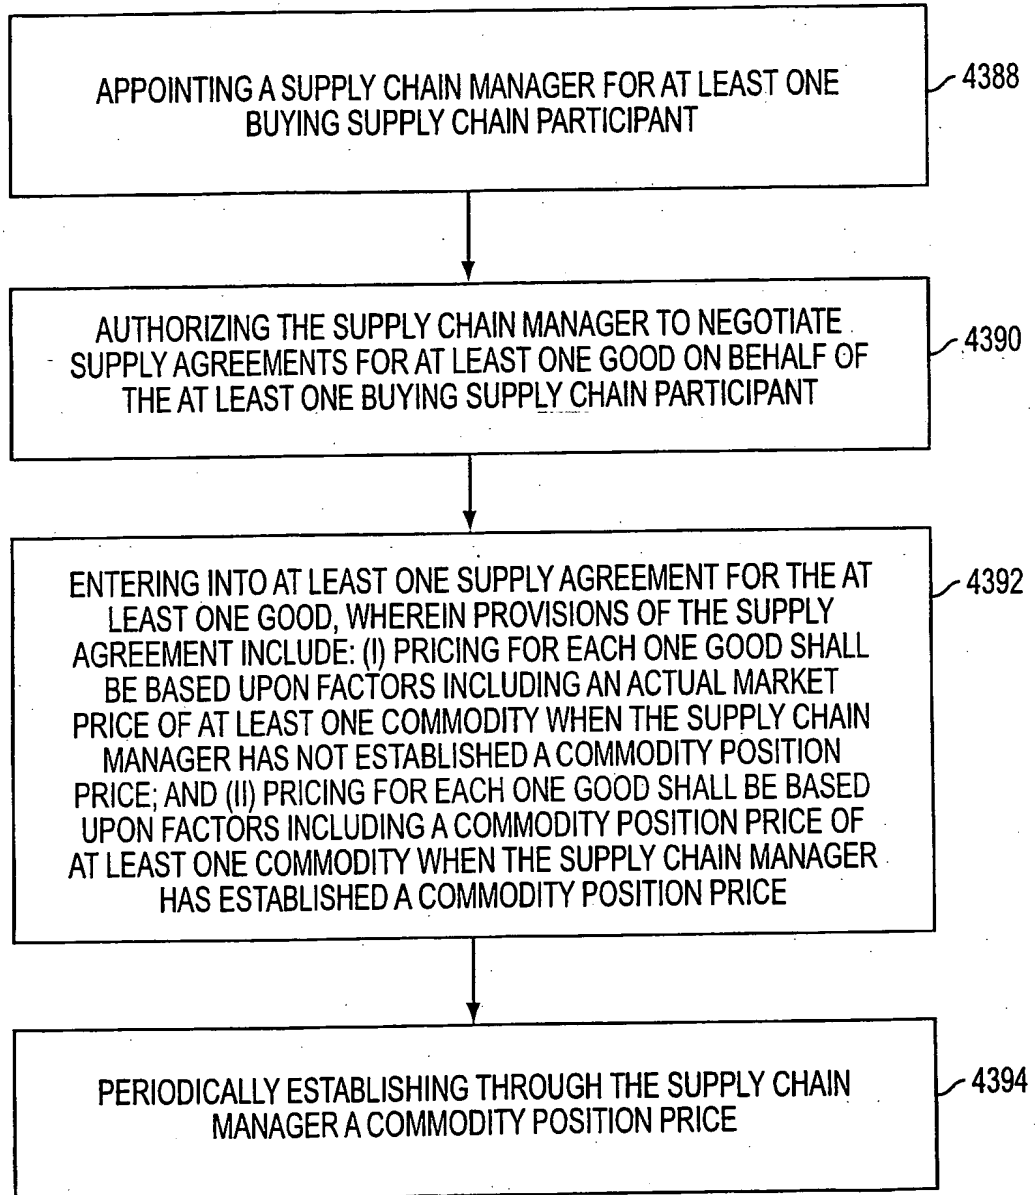 APPOINTING A SUPPLY CHAIN MANAGER FOR AT LEAST ONE
BUYING SUPPLY CHAIN PARTICIPANT
4388
AUTHORIZING THE SUPPLY CHAIN MANAGER TO NEGOTIATE
SUPPLY AGREEMENTS FOR AT LEAST ONE GOOD ON BEHALF OF
THE AT LEAST ONE BUYING SUPPLY CHAIN PARTICIPANT
4390
ENTERING INTO AT LEAST ONE SUPPLY AGREEMENT FOR THE AT
LEAST ONE GOOD, WHEREIN PROVISIONS OF THE SUPPLY
AGREEMENT INCLUDE: (I) PRICING FOR EACH ONE GOOD SHALL
BE BASED UPON FACTORS INCLUDING AN ACTUAL MARKET
PRICE OF AT LEAST ONE COMMODITY WHEN THE SUPPLY CHAIN
MANAGER HAS NOT ESTABLISHED A COMMODITY POSITION
PRICE; AND (II) PRICING FOR EACH ONE GOOD SHALL BE BASED
UPON FACTORS INCLUDING A COMMODITY POSITION PRICE OF
AT LEAST ONE COMMODITY WHEN THE SUPPLY CHAIN MANAGER
HAS ESTABLISHED A COMMODITY POSITION PRICE
4392
PERIODICALLY ESTABLISHING THROUGH THE SUPPLY CHAIN
MANAGER A COMMODITY POSITION PRICE
4394